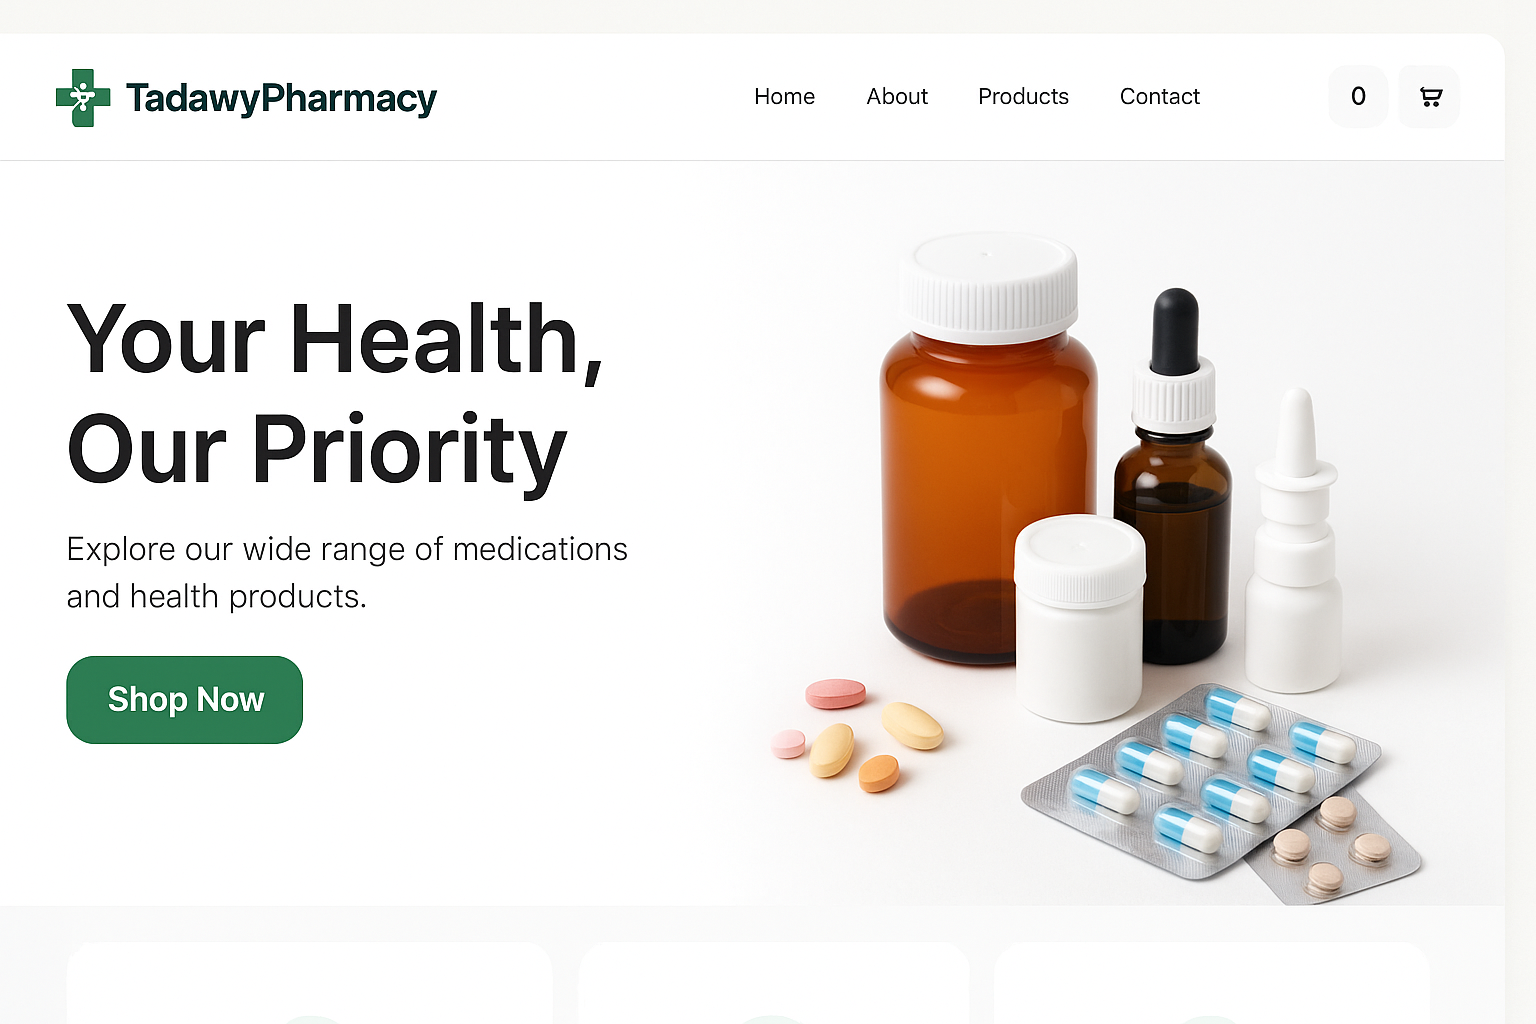 TadawyPharmacy
Home
About
Products
Contact
0
Your Health,
Our Priority
Explore our wide range of medications
and health products.
Shop Now